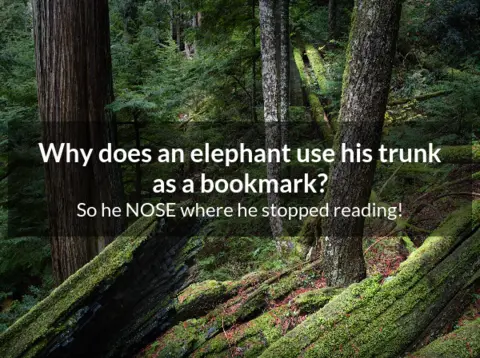 Why does an elephant use his trunk
as a bookmark?
So he NOSE where he stopped reading!